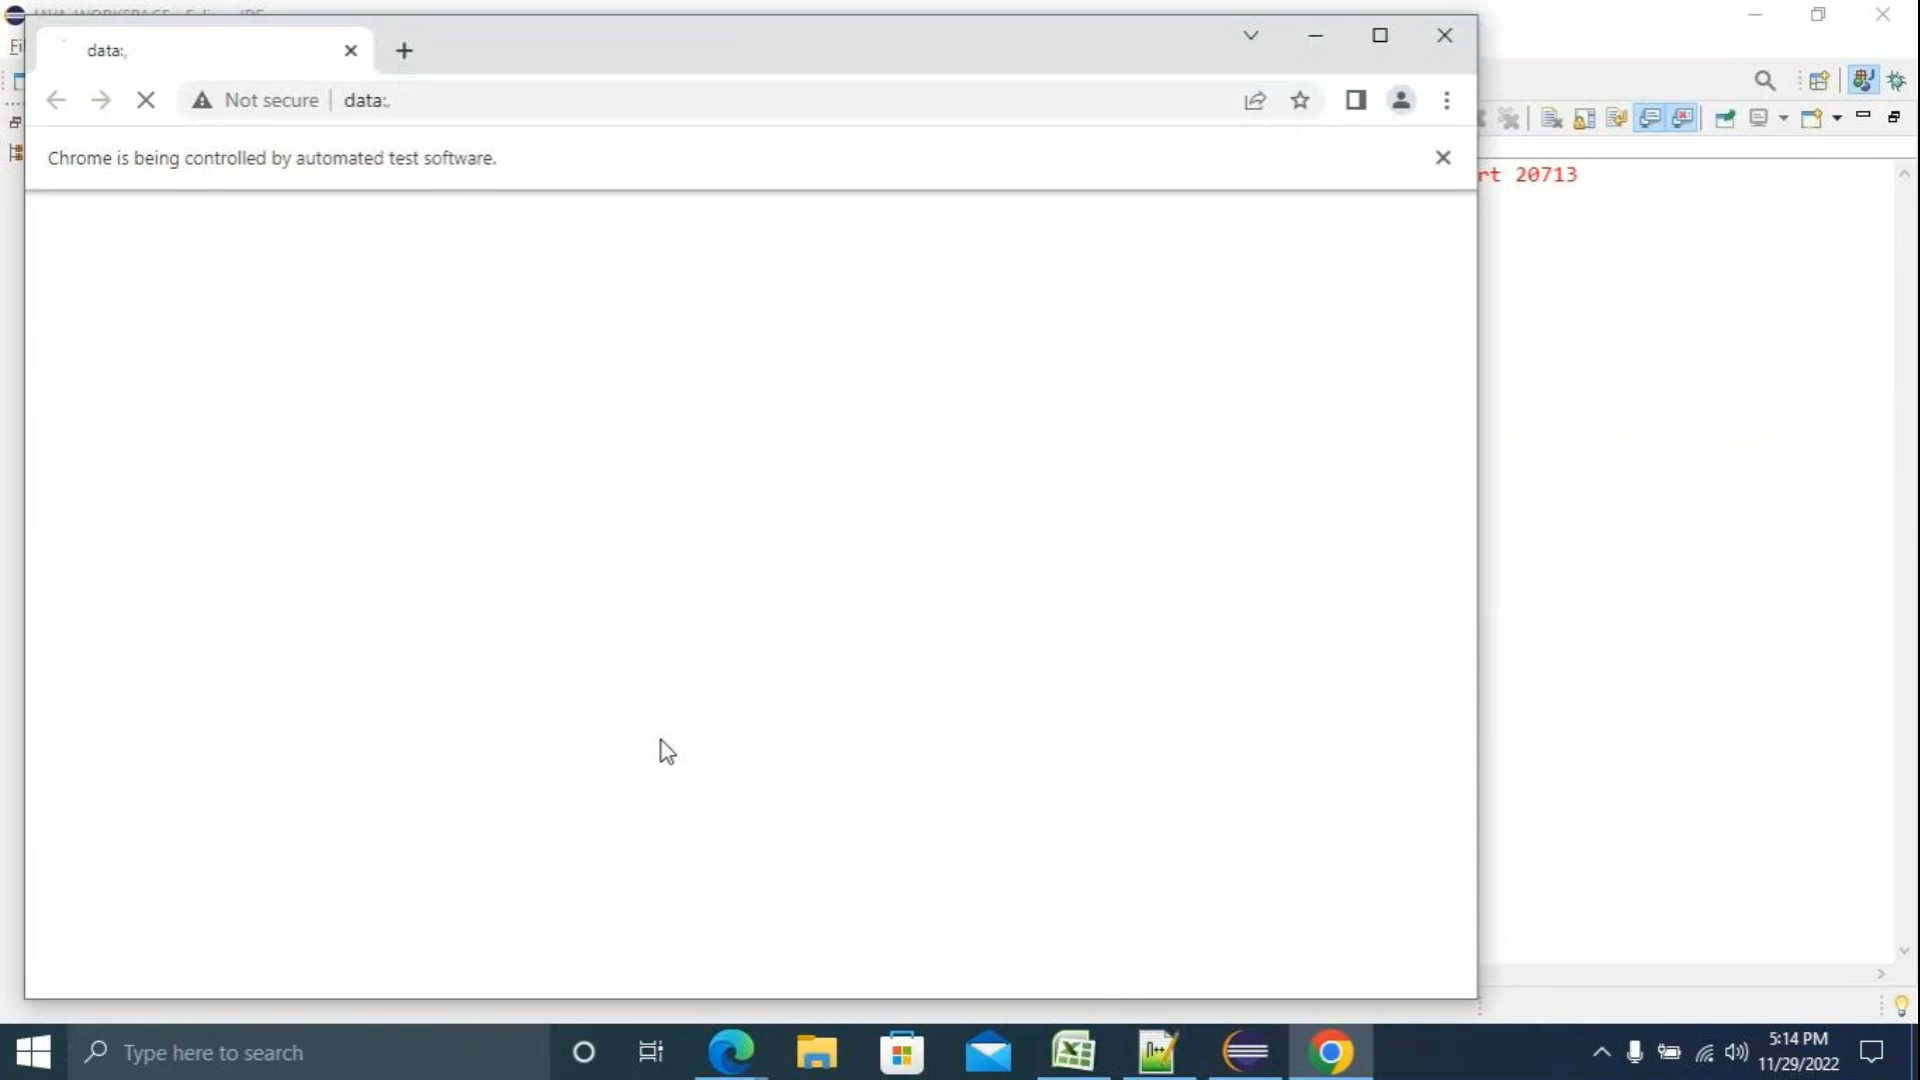 data:,
Not secure
data:,
Chrome is being controlled by automated test software.
rt 20713
Type here to search
5:14 PM
11/29/2022